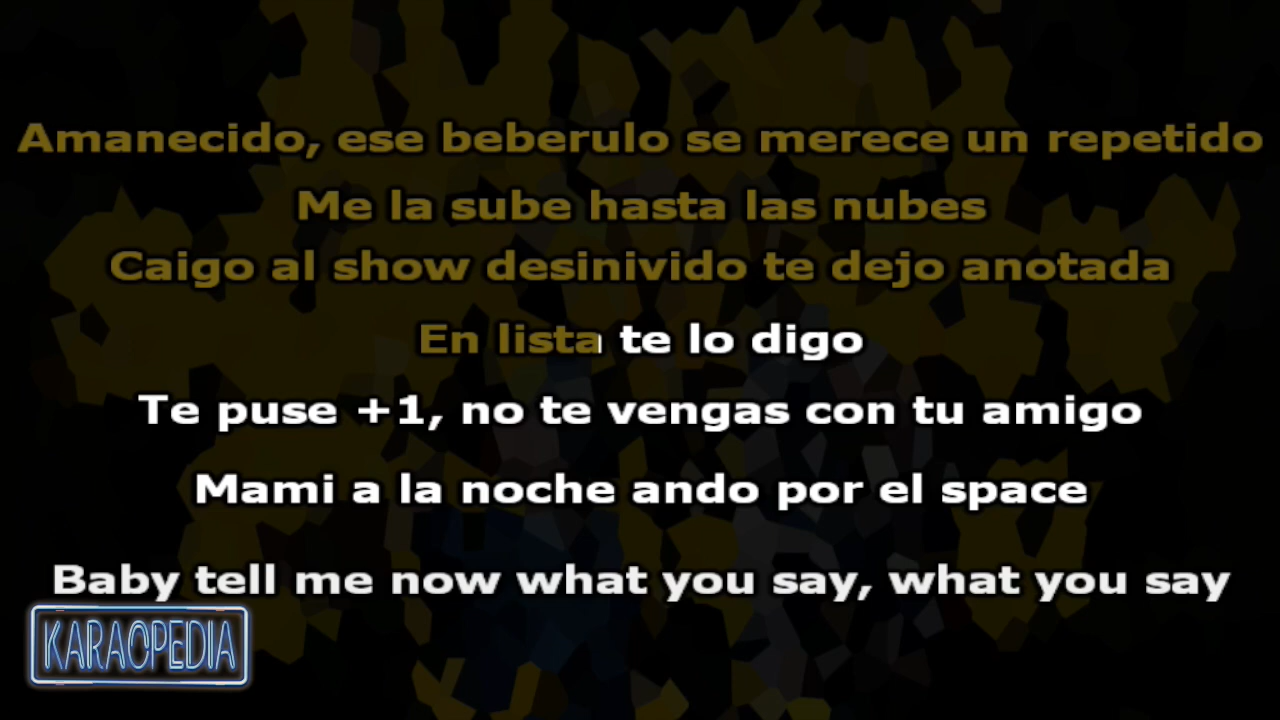 Amanecido, ese beberulo se merece un repetido
Me la sube hasta las nubes
Caigo al show desinivido te dejo anotada
En lista te lo digo
Te puse +1, no te vengas con tu amigo
Mami a la noche ando por el space
Baby tell me now what you say, what you say
KARAOPEDIA